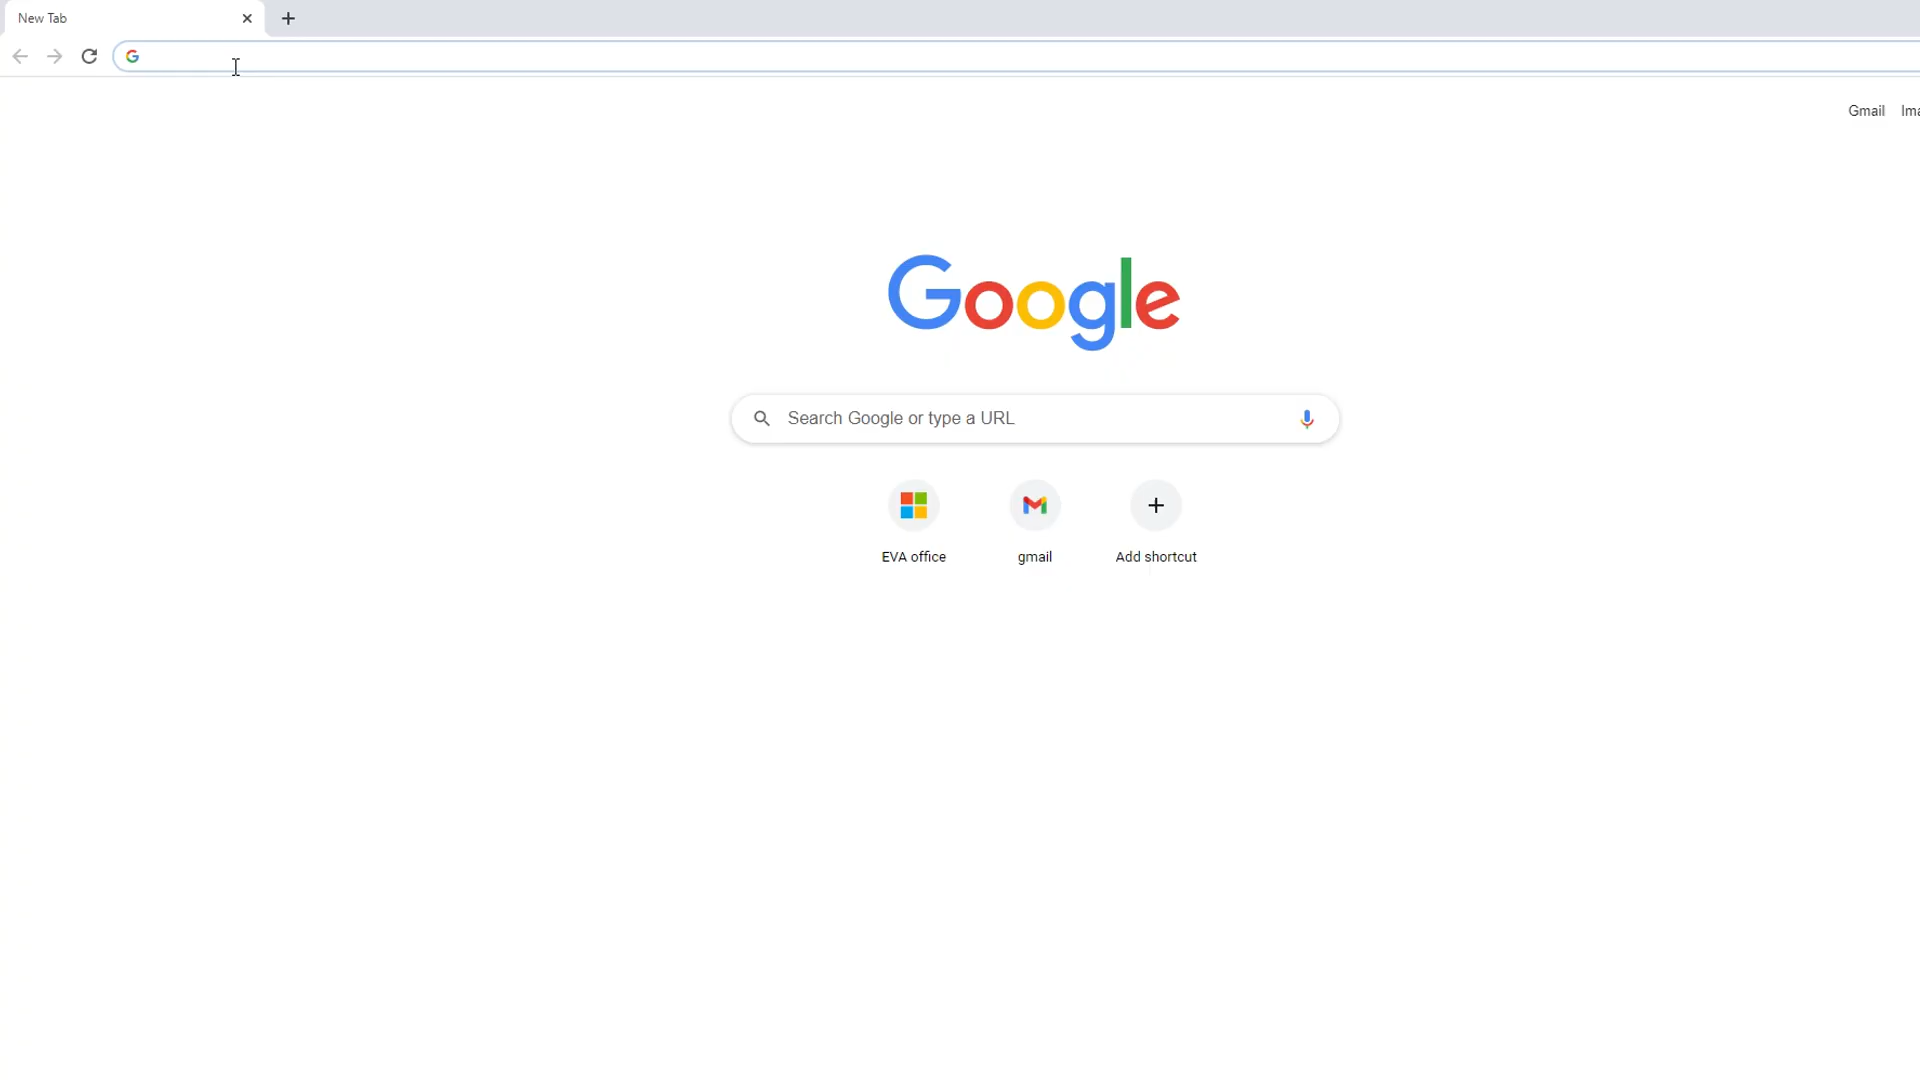 New Tab
Gmail
Google
Search Google or type a URL
EVA office
gmail
Add shortcut